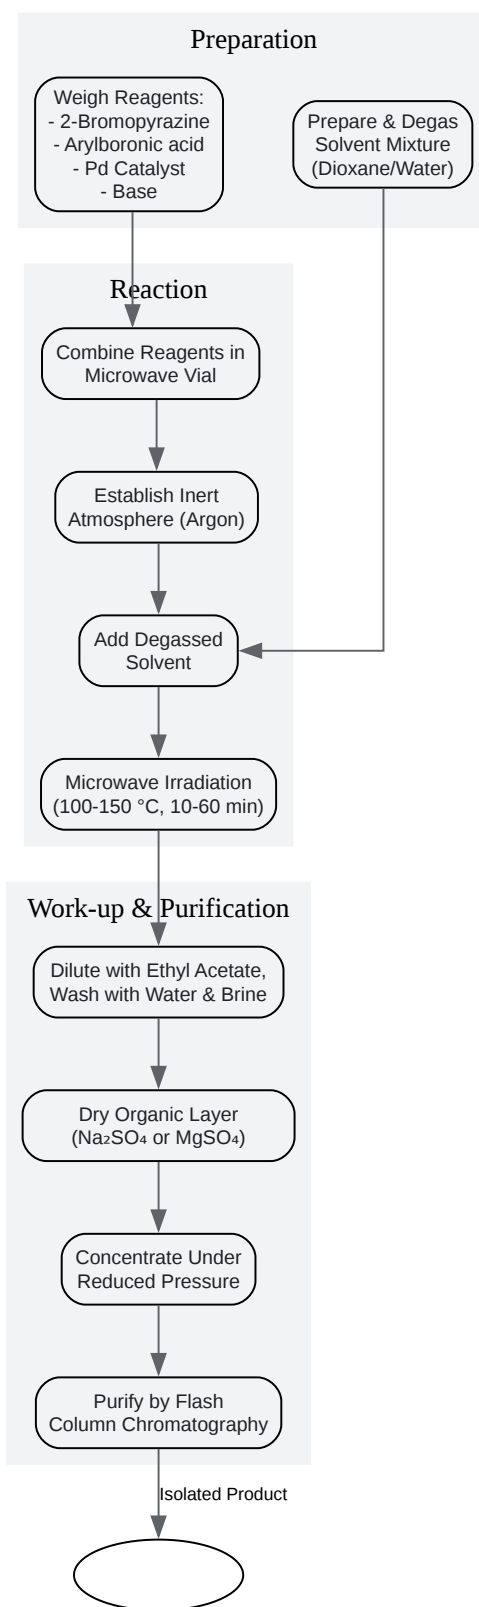 Preparation
Weigh Reagents:
- 2-Bromopyrazine
- Arylboronic acid
- Pd Catalyst
- Base
Prepare & Degas
Solvent Mixture
(Dioxane/Water)
Reaction
Combine Reagents in
Microwave Vial
Establish Inert
Atmosphere (Argon)
Add Degassed
Solvent
Microwave Irradiation
(100-150 °C, 10-60 min)
Work-up & Purification
Dilute with Ethyl Acetate,
Wash with Water & Brine
Dry Organic Layer
(Na₂SO₄ or MgSO₄)
Concentrate Under
Reduced Pressure
Purify by Flash
Column Chromatography
Isolated Product